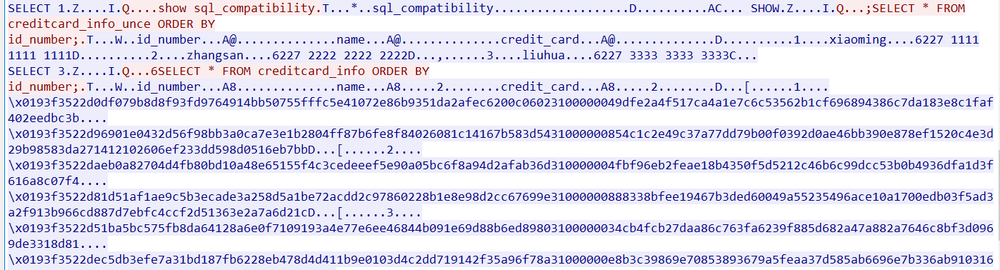 SELECT 1.Z....I.Q....show sql_compatibility.T...*..sql_compatibility..................D..........AC... SHOW.Z....I.Q...;SELECT * FROM
creditcard_info_unce ORDER BY
id_number;.T...W..id_number...A@..............name...A@..............credit_card...A@..............D..........1....xiaoming....6227 1111
1111 1111D..........2....zhangsan....6227 2222 2222 2222D...,......3....liuhua....6227 3333 3333 3333C...
SELECT 3.Z....I.Q...6SELECT * FROM creditcard_info ORDER BY
id_number;.T...W..id_number...A8..............name...A8.....2........credit_card...A8.....2........D...[......1....
\x0193f3522d0df079b8d8f93fd9764914bb50755fffc5e41072e86b9351da2afec6200c06023100000049dfe2a4f517ca4a1e7c6c53562b1cf696894386c7da183e8c1faf
402eedbc3b....
\x0193f3522d96901e0432d56f98bb3a0ca7e3e1b2804ff87b6fe8f84026081c14167b583d5431000000854c1c2e49c37a77dd79b00f0392d0ae46bb390e878ef1520c4e3d
29b98583da271412102606ef233dd598d0516eb7bbD...[......2....
\x0193f3522daeb0a82704d4fb80bd10a48e65155f4c3cedeeef5e90a05bc6f8a94d2afab36d310000004fbf96eb2feae18b4350f5d5212c46b6c99dcc53b0b4936dfa1d3f
616a8c07f4....
\x0193f3522d81d51af1ae9c5b3ecade3a258d5a1be72acdd2c97860228b1e8e98d2cc67699e31000000888338bfee19467b3ded60049a55235496ace10a1700edb03f5ad3
a2f913b966cd887d7ebfc4ccf2d51363e2a7a6d21cD...[......3....
\x0193f3522d51ba5bc575fb8da64128a6e0f7109193a4e77e6ee46844b091e69d88b6ed89803100000034cb4fcb27daa86c763fa6239f885d682a47a882a7646c8bf3d0969
9de3318d81....
\x0193f3522dec5db3efe7a31bd187fb6228eb478d4d411b9e0103d4c2dd719142f35a96f78a31000000e8b3c39869e70853893679a5feaa37d585ab6696e7b336ab910316